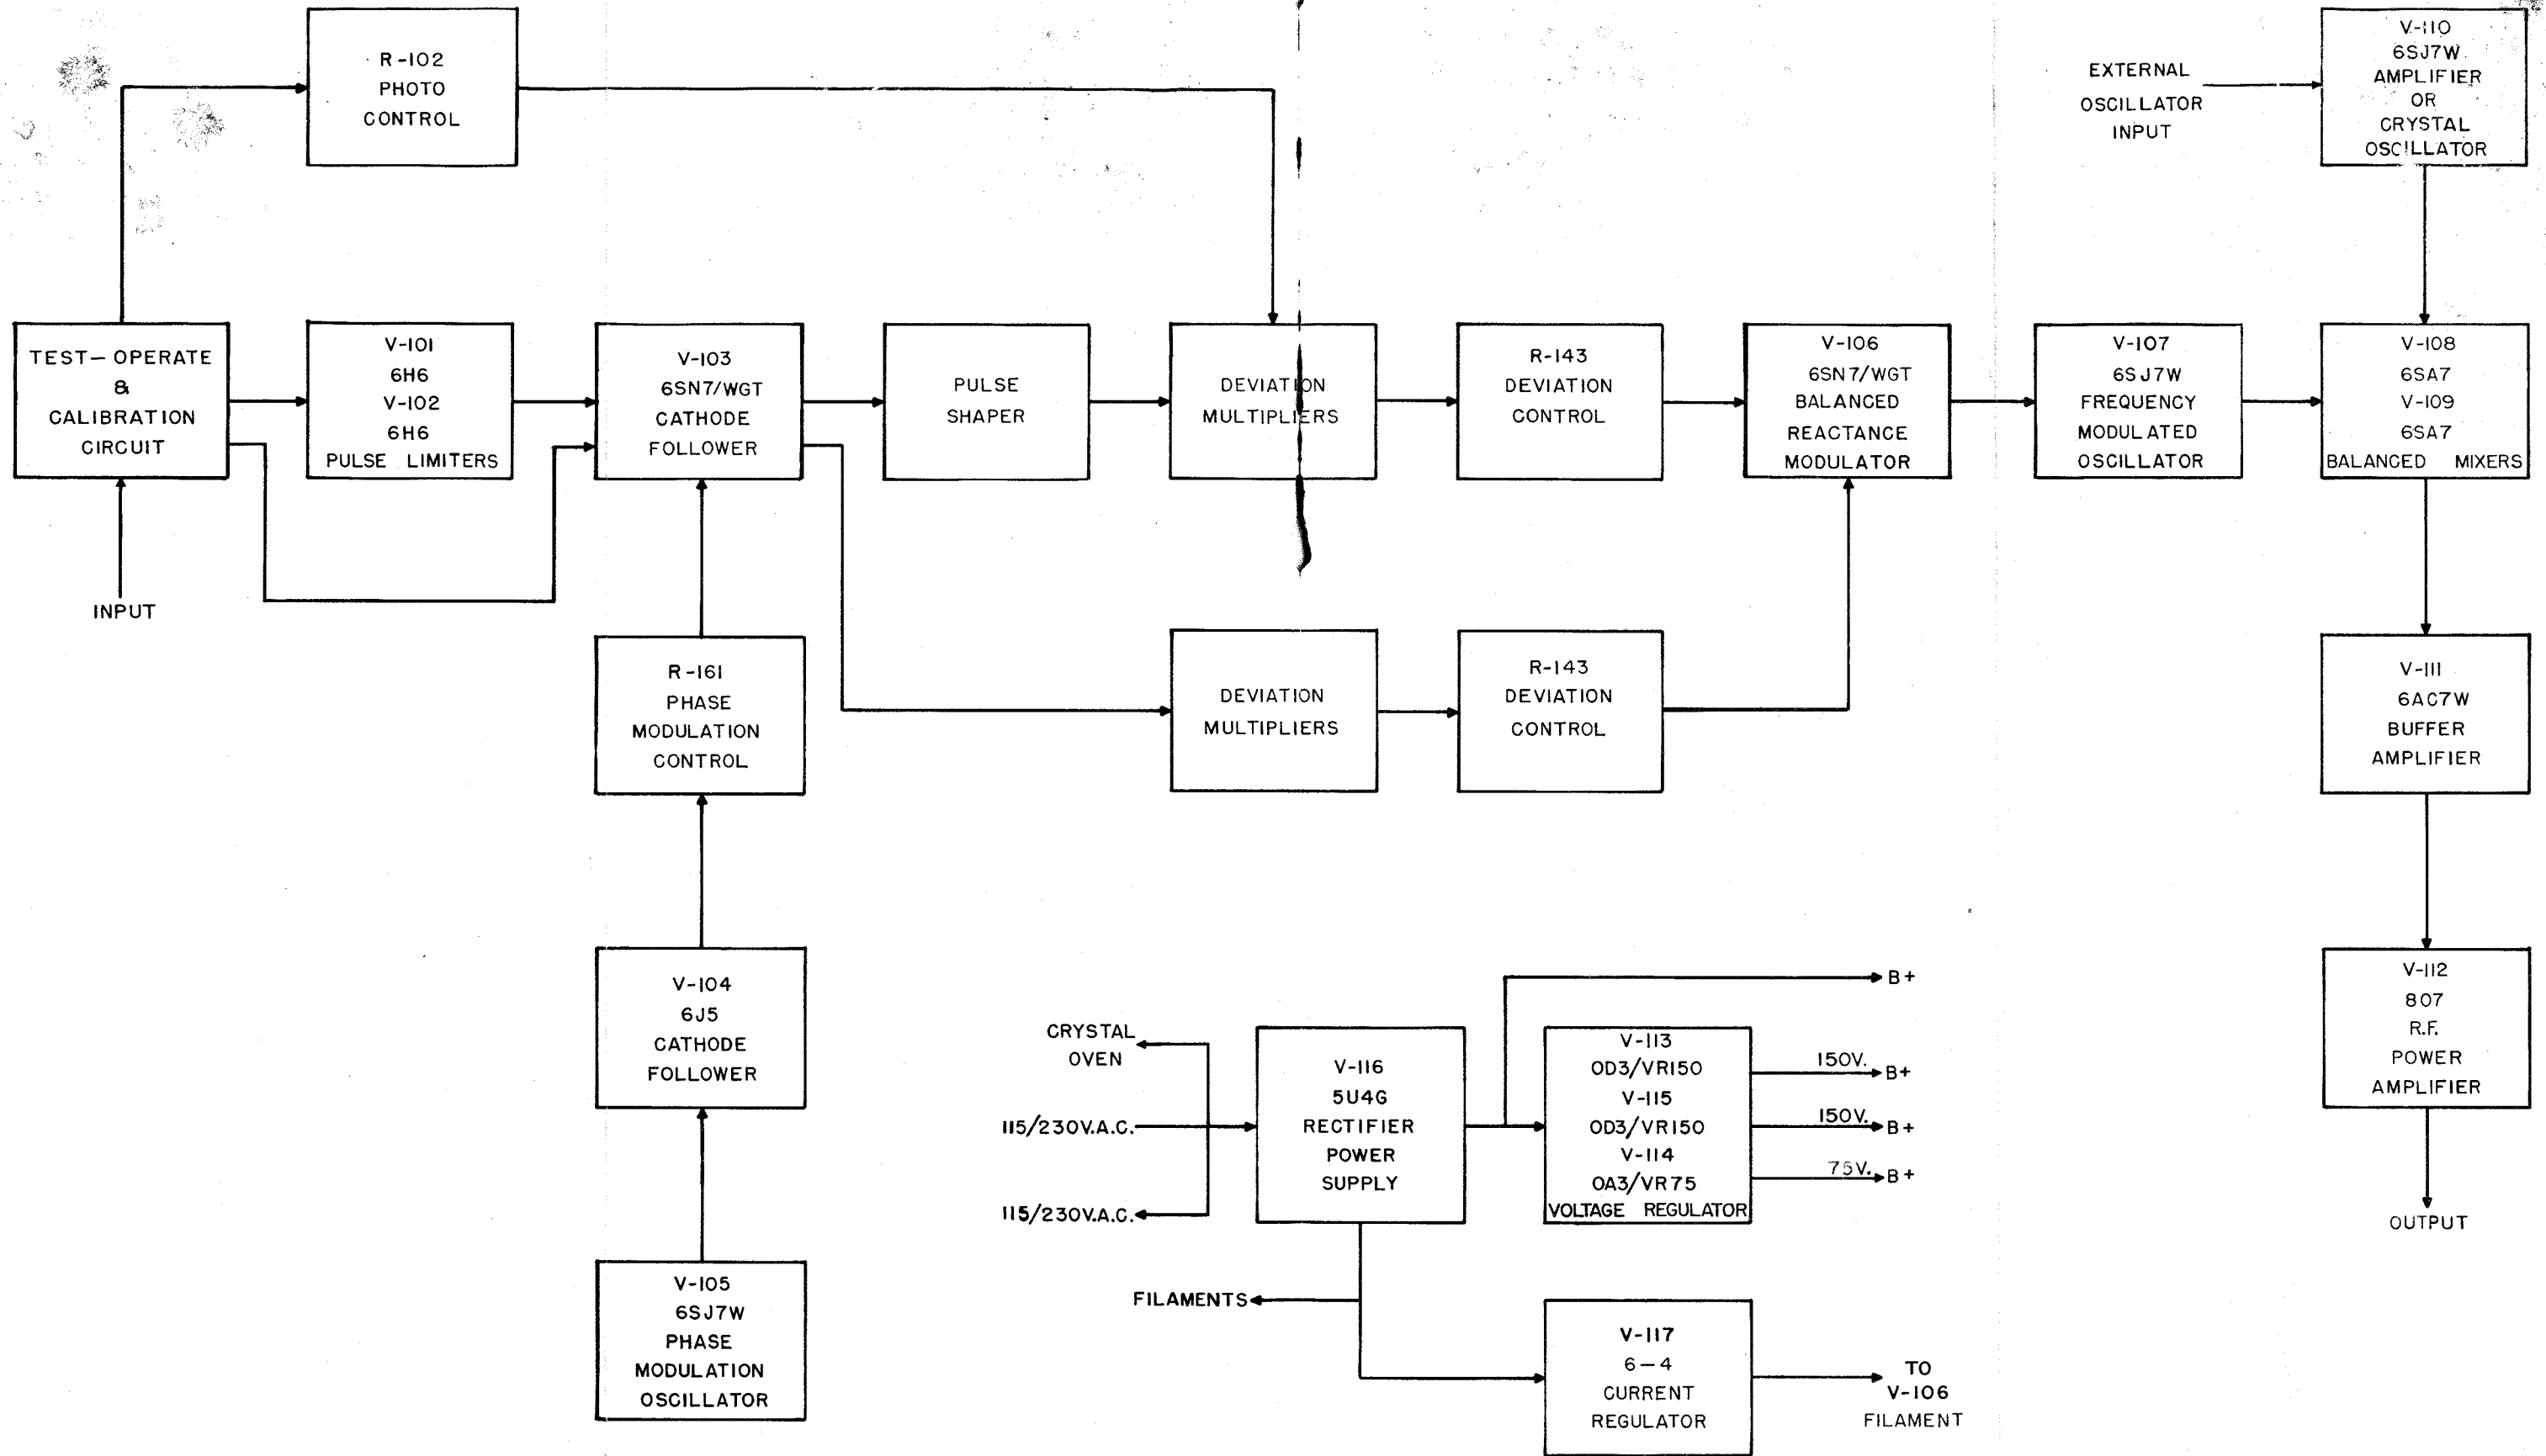 R-102
PHOTO
CONTROL
EXTERNAL
OSCILLATOR
INPUT
V-110
6SJ7W
AMPLIFIER
OR
CRYSTAL
OSCILLATOR
TEST-OPERATE
&
CALIBRATION
CIRCUIT
V-101
6H6
V-102
6H6
PULSE LIMITERS
V-103
6SN7/WGT
CATHODE
FOLLOWER
PULSE
SHAPER
DEVIATION
MULTIPLIERS
R-143
DEVIATION
CONTROL
V-106
6SN7/WGT
BALANCED
REACTANCE
MODULATOR
V-107
6SJ7W
FREQUENCY
MODULATED
OSCILLATOR
V-108
6SA7
V-109
6SA7
BALANCED MIXERS
INPUT
R-161
PHASE
MODULATION
CONTROL
DEVIATION
MULTIPLIERS
R-143
DEVIATION
CONTROL
V-111
6AC7W
BUFFER
AMPLIFIER
V-104
6J5
CATHODE
FOLLOWER
V-112
807
R.F.
POWER
AMPLIFIER
OUTPUT
V-105
6SJ7W
PHASE
MODULATION
OSCILLATOR
CRYSTAL
OVEN
115/230V.A.C.
115/230V.A.C.
V-116
5U4G
RECTIFIER
POWER
SUPPLY
V-113
OD3/VR150
V-115
OD3/VR150
V-114
OA3/VR75
VOLTAGE REGULATOR
B+
150V. B+
150V. B+
75V. B+
FILAMENTS
V-117
6-4
CURRENT
REGULATOR
TO
V-106
FILAMENT